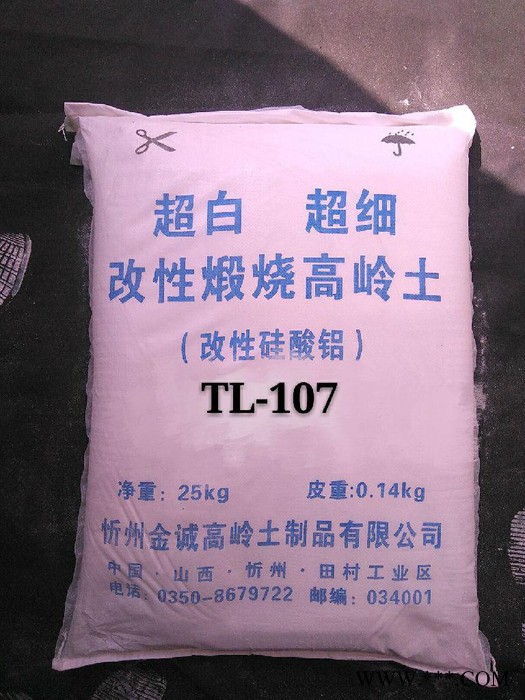 超白 超细
改性煅烧高岭土
(改性硅酸铝)
TL-107
净重: 25kg 皮重:0.14kg
忻州金诚高岭土制品有限公司
中国·山西·忻州·田村工业区
电话: 0350-8679722 邮编: 034001
WWW.***.COM